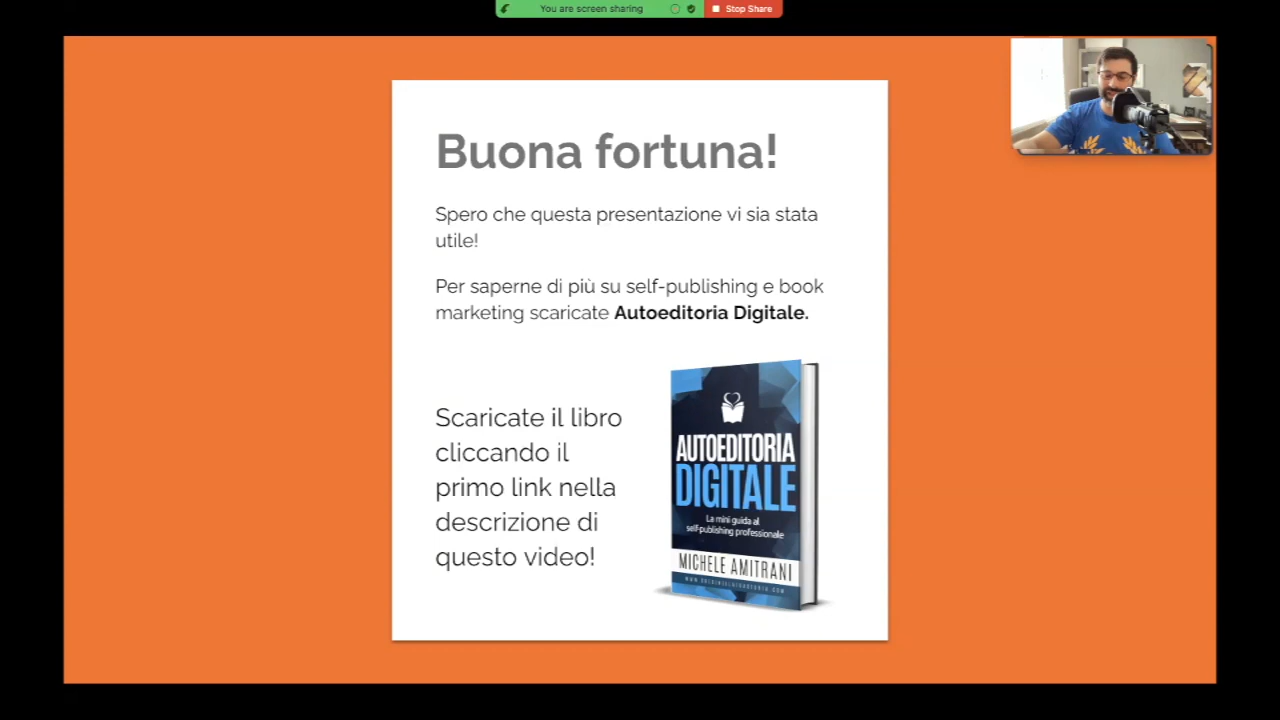 You are screen sharing
Stop Share
Buona fortuna!
Spero che questa presentazione vi sia stata
utile!
Per saperne di più su self-publishing e book
marketing scaricate Autoeditoria Digitale.
Scaricate il libro
cliccando il
primo link nella
descrizione di
questo video!
AUTOEDITORIA
DIGITALE
La mini guida al
self-publishing professionale
MICHELE AMITRANI